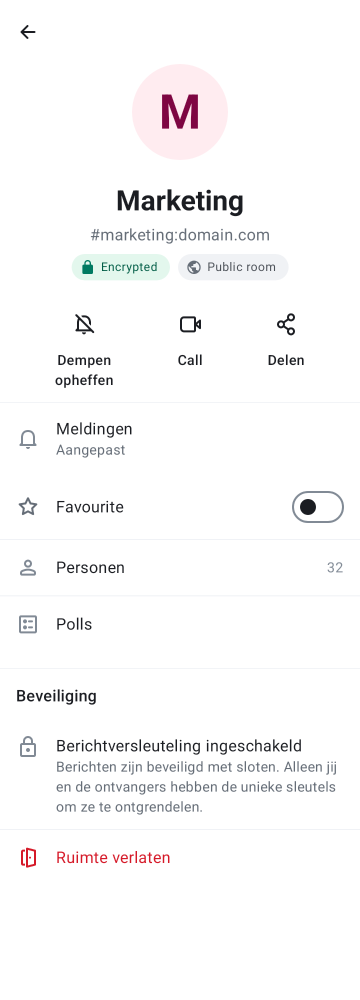 M
Marketing
#marketing:domain.com
Encrypted
Public room
Dempen
opheffen
Call
Delen
Meldingen
Aangepast
Favourite
Personen
32
Polls
Beveiliging
Berichtversleuteling ingeschakeld
Berichten zijn beveiligd met sloten. Alleen jij
en de ontvangers hebben de unieke sleutels
om ze te ontgrendelen.
Ruimte verlaten